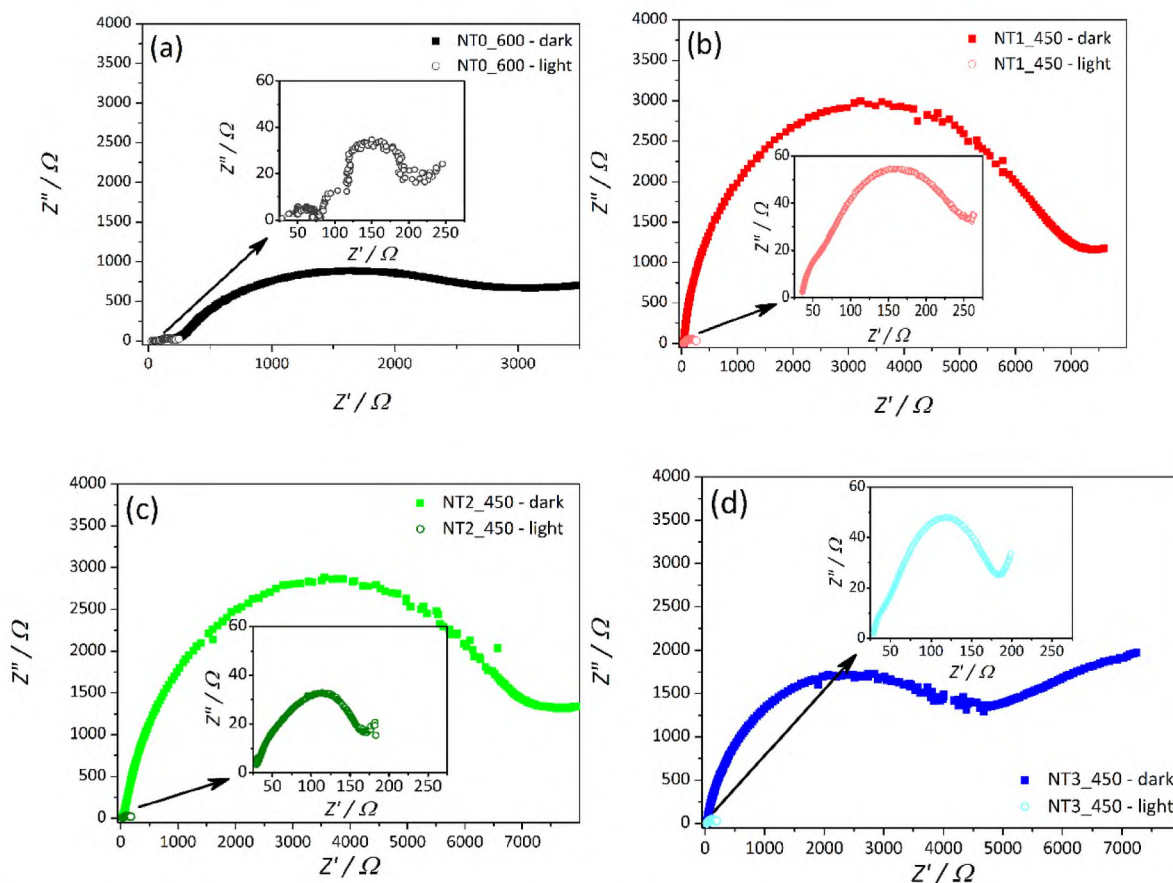 (a)
NT0_600 - dark
NT0_600 - light
4000
3500
3000
2500
2000
1500
1000
500
0
Z'' / Ω
0 1000 2000 3000
Z' / Ω
60
40
20
0
Z'' / Ω
50 100 150 200 250
Z' / Ω
(b)
NT1_450 - dark
NT1_450 - light
4000
3500
3000
2500
2000
1500
1000
500
0
Z'' / Ω
0 1000 2000 3000 4000 5000 6000 7000
Z' / Ω
60
40
20
0
Z'' / Ω
50 100 150 200 250
Z' / Ω
(c)
NT2_450 - dark
NT2_450 - light
4000
3500
3000
2500
2000
1500
1000
500
0
Z'' / Ω
0 1000 2000 3000 4000 5000 6000 7000
Z' / Ω
60
40
20
0
Z'' / Ω
50 100 150 200 250
Z' / Ω
(d)
NT3_450 - dark
NT3_450 - light
4000
3500
3000
2500
2000
1500
1000
500
0
Z'' / Ω
0 1000 2000 3000 4000 5000 6000 7000
Z' / Ω
60
40
20
0
Z'' / Ω
50 100 150 200 250
Z' / Ω